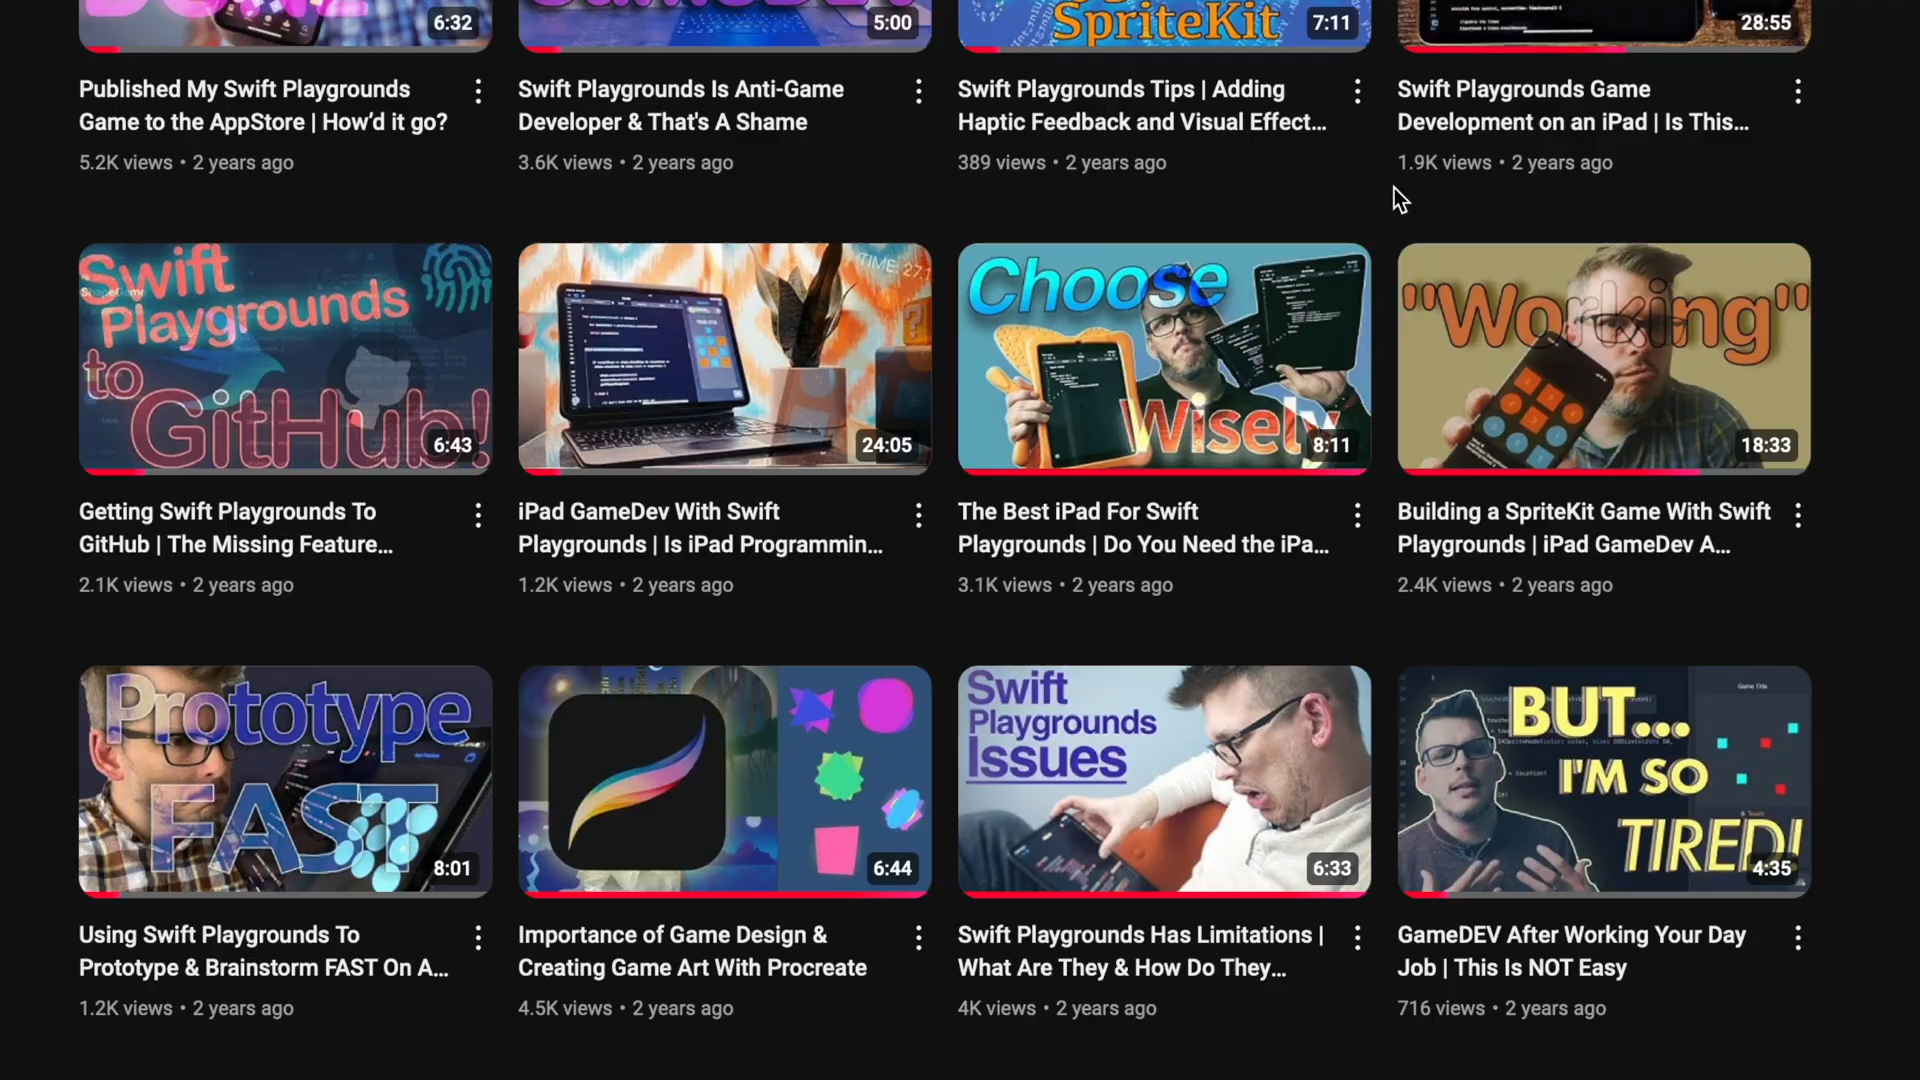 6:32
5:00
SpriteKit
7:11
28:55
Published My Swift Playgrounds
Game to the AppStore | How'd it go?
5.2K views • 2 years ago
Swift Playgrounds Is Anti-Game
Developer & That's A Shame
3.6K views • 2 years ago
Swift Playgrounds Tips | Adding
Haptic Feedback and Visual Effect...
389 views • 2 years ago
Swift Playgrounds Game
Development on an iPad | Is This...
1.9K views • 2 years ago
Swift
Playgrounds
to
GitHub!
6:43
TIME: 27.1
24:05
Choose
Wisely
8:11
"Working"
18:33
Getting Swift Playgrounds To
GitHub | The Missing Feature...
2.1K views • 2 years ago
iPad GameDev With Swift
Playgrounds | Is iPad Programmin...
1.2K views • 2 years ago
The Best iPad For Swift
Playgrounds | Do You Need the iPa...
3.1K views • 2 years ago
Building a SpriteKit Game With Swift
Playgrounds | iPad GameDev A...
2.4K views • 2 years ago
Prototype
FAST
8:01
6:44
Swift
Playgrounds
Issues
6:33
Game Title
BUT...
I'M SO
TIRED!
4:35
Using Swift Playgrounds To
Prototype & Brainstorm FAST On A...
1.2K views • 2 years ago
Importance of Game Design &
Creating Game Art With Procreate
4.5K views • 2 years ago
Swift Playgrounds Has Limitations |
What Are They & How Do They...
4K views • 2 years ago
GameDEV After Working Your Day
Job | This Is NOT Easy
716 views • 2 years ago